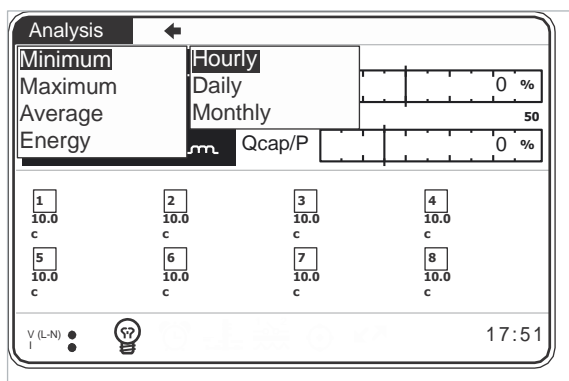 Analysis
Minimum
Maximum
Average
Energy
Hourly
Daily
Monthly
0 %
50
Qcap/P
0 %
1 2 3 4
10.0 10.0 10.0 10.0
c c c c
5 6 7 8
10.0 10.0 10.0 10.0
c c c c
V (L-N)
I
17:51